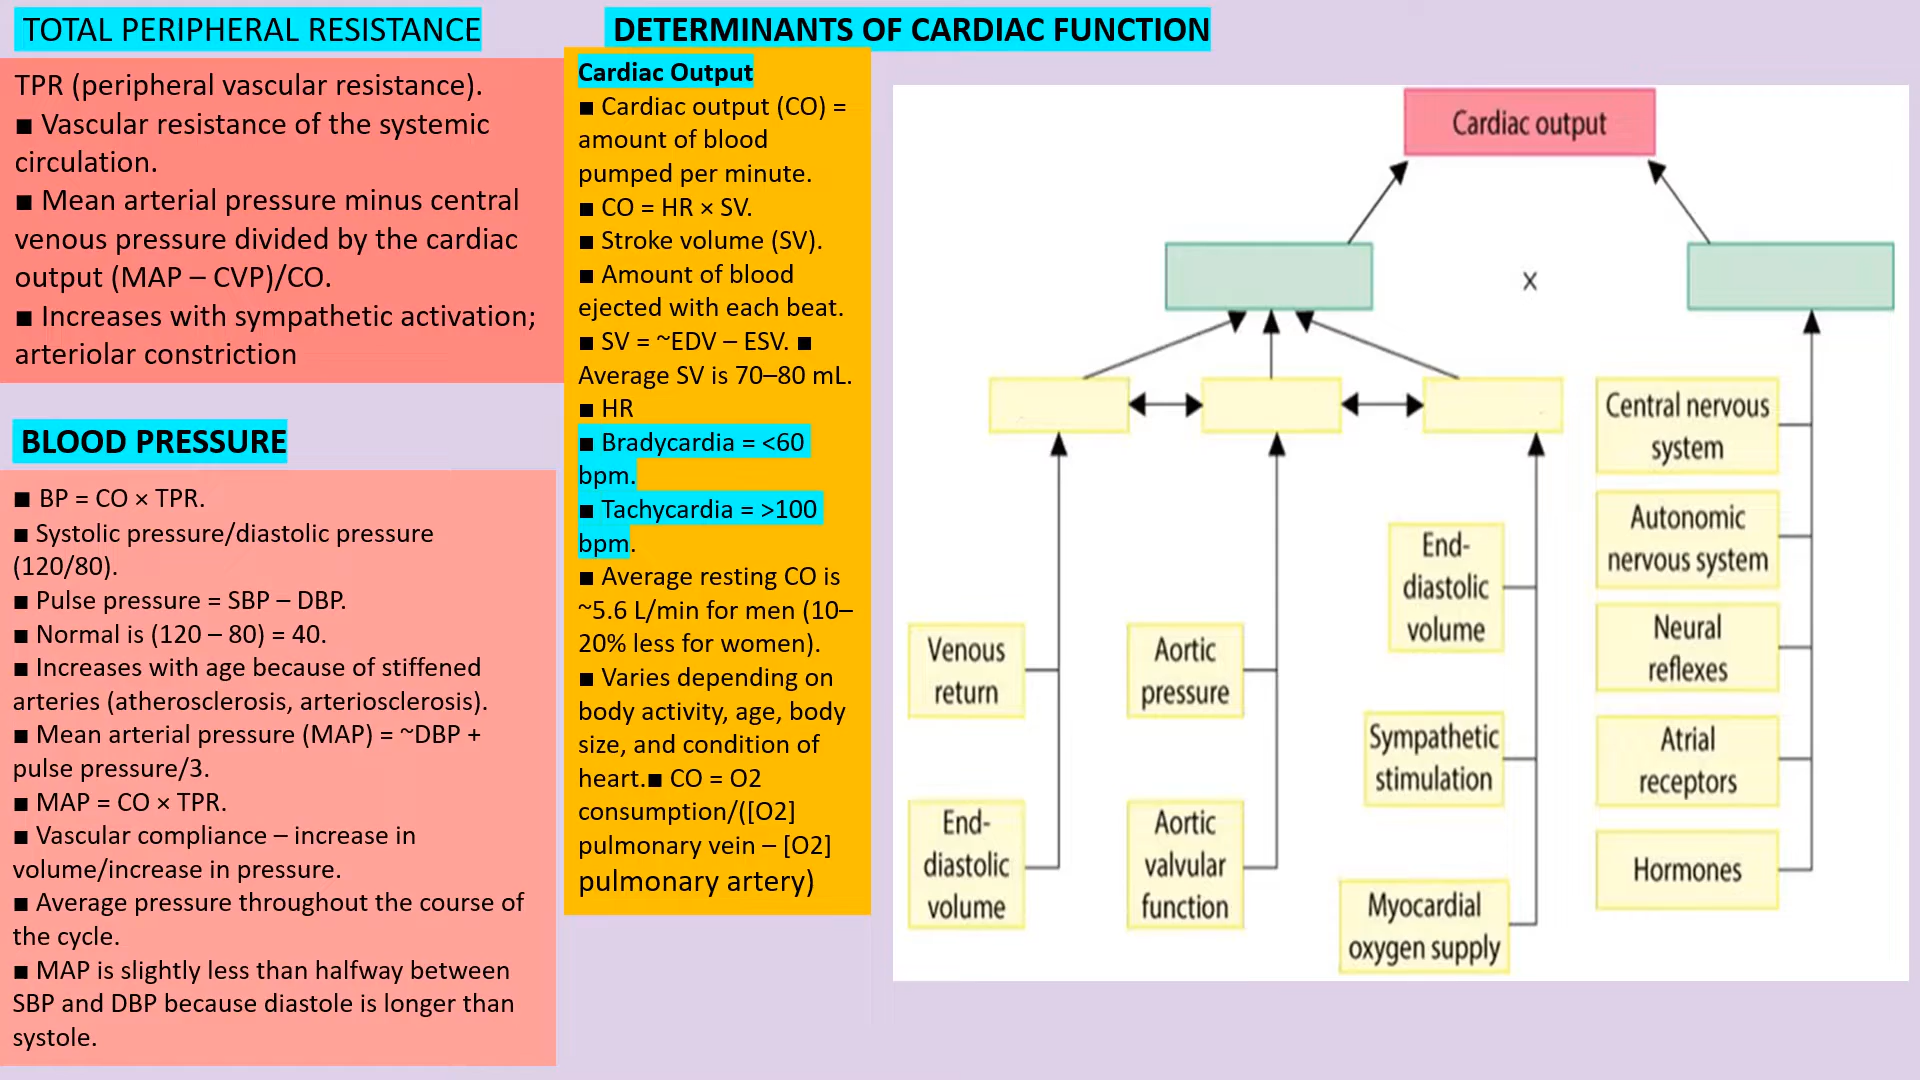 TOTAL PERIPHERAL RESISTANCE
TPR (peripheral vascular resistance).
■ Vascular resistance of the systemic
circulation.
■ Mean arterial pressure minus central
venous pressure divided by the cardiac
output (MAP – CVP)/CO.
■ Increases with sympathetic activation;
arteriolar constriction
BLOOD PRESSURE
■ BP = CO × TPR.
■ Systolic pressure/diastolic pressure
(120/80).
■ Pulse pressure = SBP – DBP.
■ Normal is (120 – 80) = 40.
■ Increases with age because of stiffened
arteries (atherosclerosis, arteriosclerosis).
■ Mean arterial pressure (MAP) = ~DBP +
pulse pressure/3.
■ MAP = CO × TPR.
■ Vascular compliance – increase in
volume/increase in pressure.
■ Average pressure throughout the course of
the cycle.
■ MAP is slightly less than halfway between
SBP and DBP because diastole is longer than
systole.
DETERMINANTS OF CARDIAC FUNCTION
Cardiac Output
■ Cardiac output (CO) =
amount of blood
pumped per minute.
■ CO = HR × SV.
■ Stroke volume (SV).
■ Amount of blood
ejected with each beat.
■ SV = ~EDV – ESV. ■
Average SV is 70–80 mL.
■ HR
■ Bradycardia = <60
bpm.
■ Tachycardia = >100
bpm.
■ Average resting CO is
~5.6 L/min for men (10–
20% less for women).
■ Varies depending on
body activity, age, body
size, and condition of
heart.■ CO = O2
consumption/([O2]
pulmonary vein – [O2]
pulmonary artery)
Cardiac output
x
Venous
return
End-
diastolic
volume
Aortic
pressure
Aortic
valvular
function
End-
diastolic
volume
Sympathetic
stimulation
Myocardial
oxygen supply
Central nervous
system
Autonomic
nervous system
Neural
reflexes
Atrial
receptors
Hormones